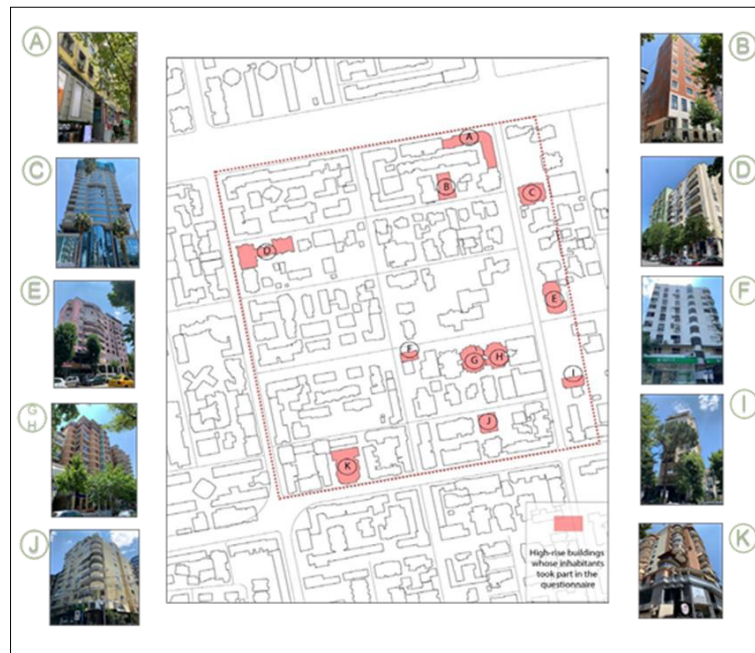 A
B
C
D
E
F
G
H
I
J
K
A
B
C
D
E
F
G
H
I
J
K
High-rise buildings
whose inhabitants
took part in the
questionnaire